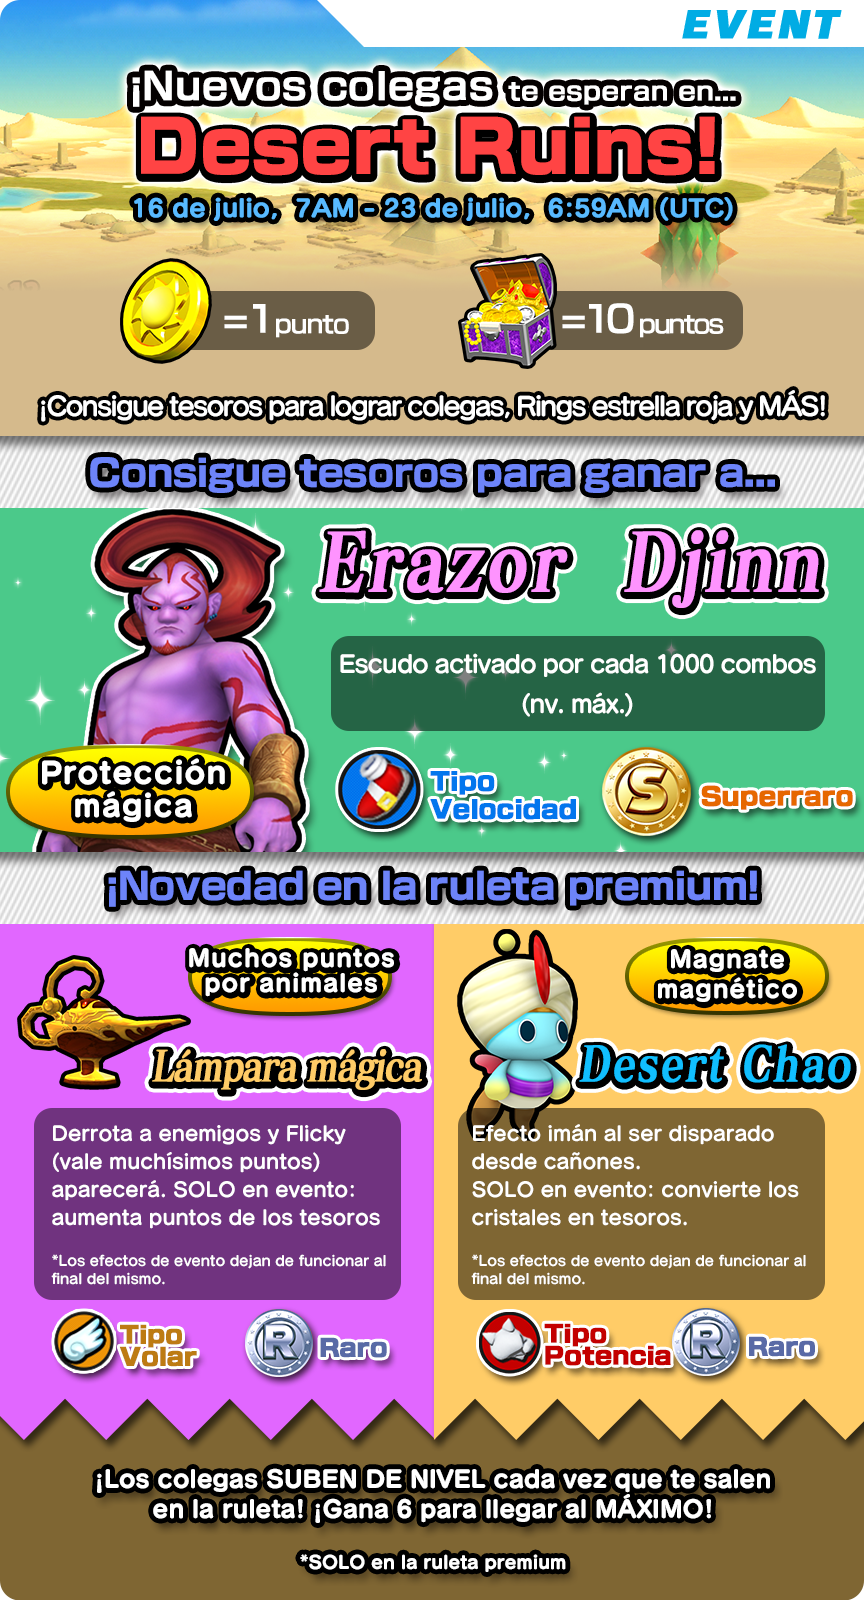 EVENT
¡Nuevos colegas te esperan en...
Desert Ruins!
16 de julio, 7AM - 23 de julio, 6:59AM (UTC)
=1 punto
=10 puntos
¡Consigue tesoros para lograr colegas, Rings estrella roja y MÁS!
Consigue tesoros para ganar a...
Erazor Djinn
Escudo activado por cada 1000 combos
(nv. máx.)
Protección
mágica
Tipo
Velocidad
S
Superraro
¡Novedad en la ruleta premium!
Muchos puntos
por animales
Lámpara mágica
Derrota a enemigos y Flicky
(vale muchísimos puntos)
aparecerá. SOLO en evento:
aumenta puntos de los tesoros
*Los efectos de evento dejan de funcionar al
final del mismo.
Tipo
Volar
R
Raro
Magnate
magnético
Desert Chao
Efecto imán al ser disparado
desde cañones.
SOLO en evento: convierte los
cristales en tesoros.
*Los efectos de evento dejan de funcionar al
final del mismo.
Tipo
Potencia
R
Raro
¡Los colegas SUBEN DE NIVEL cada vez que te salen
en la ruleta! ¡Gana 6 para llegar al MÁXIMO!
*SOLO en la ruleta premium